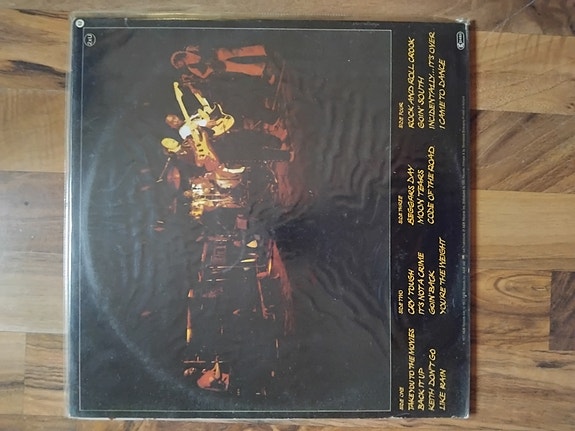 SIDE ONE
TAKE YOU TO THE MOVIES
BACK IT UP
KEITH DON'T GO
LIKE RAIN
SIDE TWO
CRY TOUGH
IT'S NOT A CRIME
GOIN' BACK
YOU'RE THE WEIGHT
SIDE THREE
BEGGARS DAY
MOON TEARS
CODE OF THE ROAD
SIDE FOUR
ROCK AND ROLL CROOK
GOIN' SOUTH
INCIDENTALLY...IT'S OVER
I CAME TO DANCE